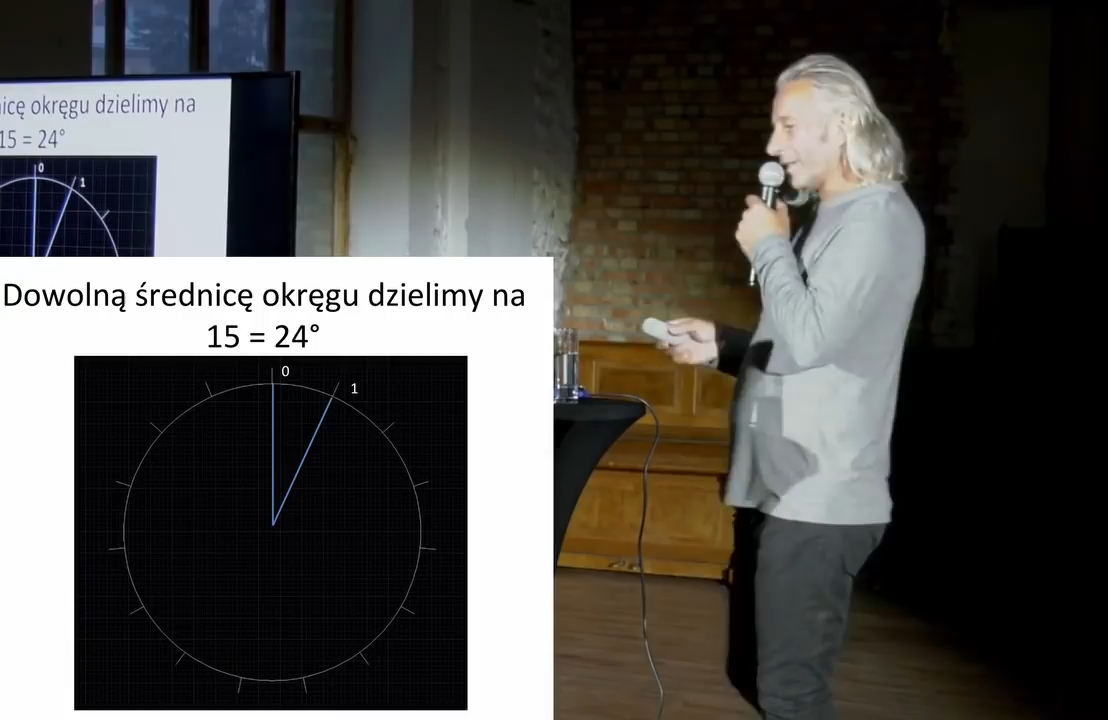 nicę okręgu dzielimy na
15 = 24°
0
1
Dowolną średnicę okręgu dzielimy na
15 = 24°
0
1